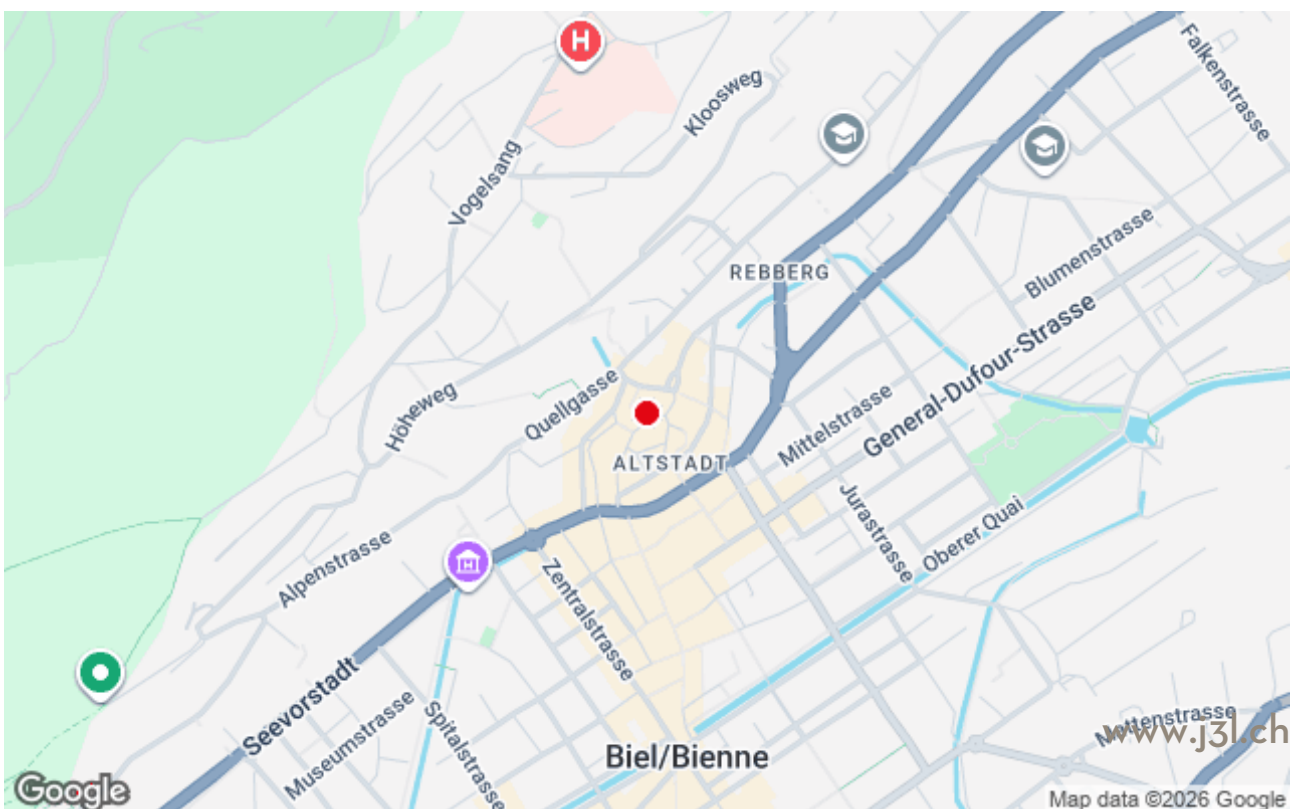 Falkenstrasse
H
Kloosweg
Vogelsang
REBBERG
Blumenstrasse
General-Dufour-Strasse
Höheweg
Quellgasse
Mittelstrasse
ALTSTADT
Jurastrasse
Oberer Quai
Alpenstrasse
H
Zentralstrasse
Seevorstadt
Museumstrasse
Spitalstrasse
Mettenstrasse
www.j3l.ch
Biel/Bienne
Google
Map data ©2026 Google